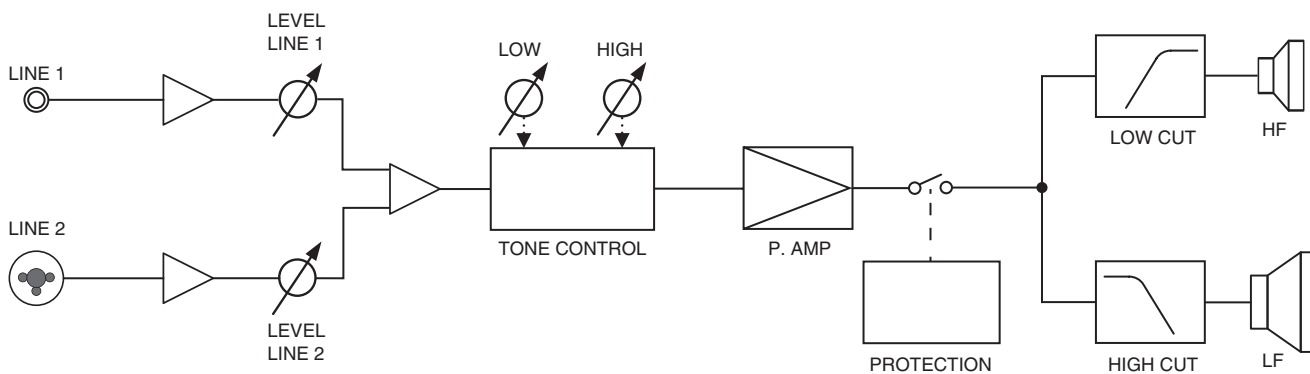 LEVEL
LINE 1
LOW
HIGH
LINE 1
LOW CUT
HF
LINE 2
TONE CONTROL
P. AMP
LEVEL
LINE 2
PROTECTION
HIGH CUT
LF